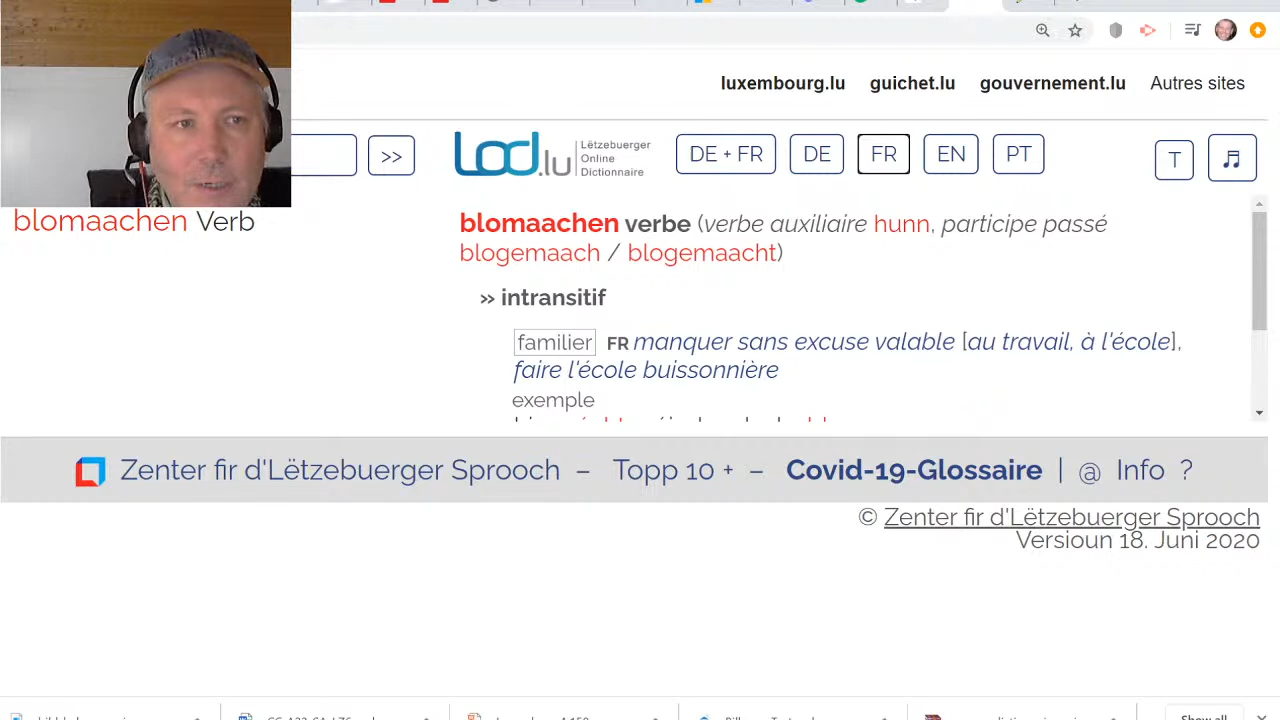 luxembourg.lu guichet.lu gouvernement.lu Autres sites
>> LOD.lu Lëtzebuerger Online Dictionnaire DE + FR DE FR EN PT T
blomaachen Verb
blomaachen verbe (verbe auxiliaire hunn, participe passé
blogemaach / blogemaacht)
» intransitif
familier FR manquer sans excuse valable [au travail, à l'école],
faire l'école buissonnière
exemple
Zenter fir d'Lëtzebuerger Sprooch – Topp 10 + – Covid-19-Glossaire | @ Info ?
© Zenter fir d'Lëtzebuerger Sprooch
Versioun 18. Juni 2020